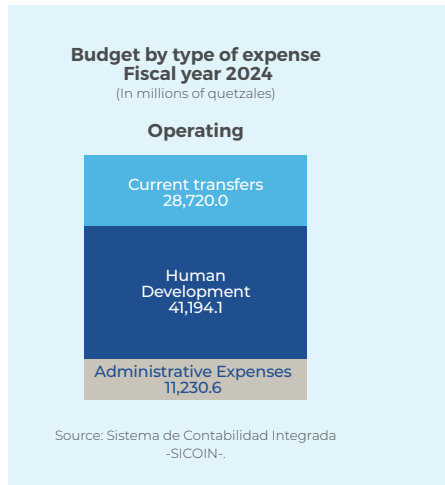 Budget by type of expense
Fiscal year 2024
(In millions of quetzales)
Operating
Current transfers
28,720.0
Human
Development
41,194.1
Administrative Expenses
11,230.6
Source: Sistema de Contabilidad Integrada
-SICOIN-.